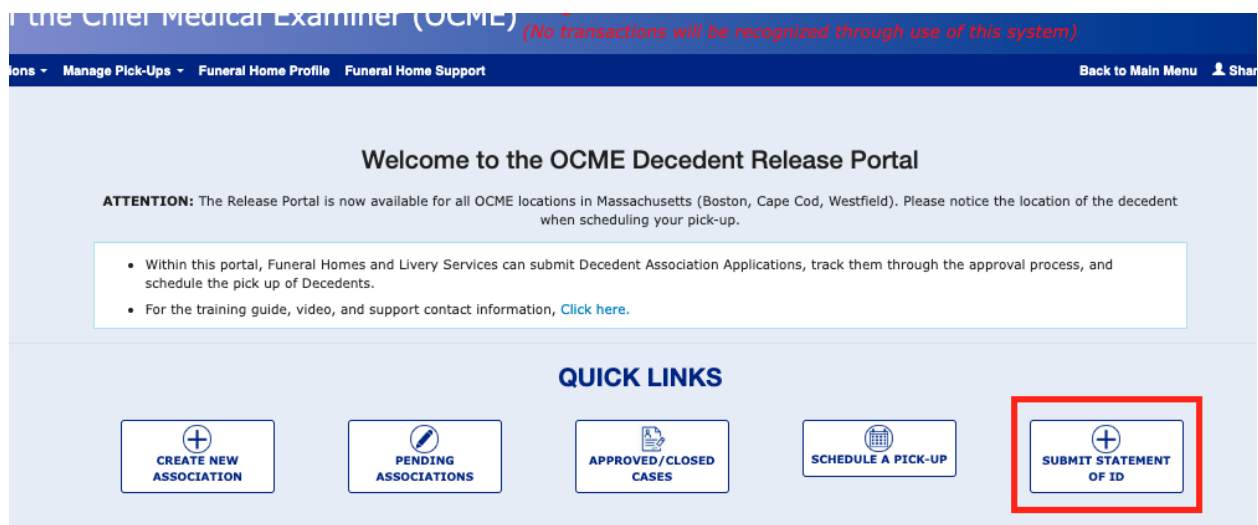 the Chief Medical Examiner (OCME)
(No transactions will be recognized through use of this system)
ions Manage Pick-Ups Funeral Home Profile Funeral Home Support Back to Main Menu Shar
Welcome to the OCME Decedent Release Portal
ATTENTION: The Release Portal is now available for all OCME locations in Massachusetts (Boston, Cape Cod, Westfield). Please notice the location of the decedent
when scheduling your pick-up.
• Within this portal, Funeral Homes and Livery Services can submit Decedent Association Applications, track them through the approval process, and
schedule the pick up of Decedents.
• For the training guide, video, and support contact information, Click here.
QUICK LINKS
CREATE NEW
ASSOCIATION
PENDING
ASSOCIATIONS
APPROVED/CLOSED
CASES
SCHEDULE A PICK-UP
SUBMIT STATEMENT
OF ID